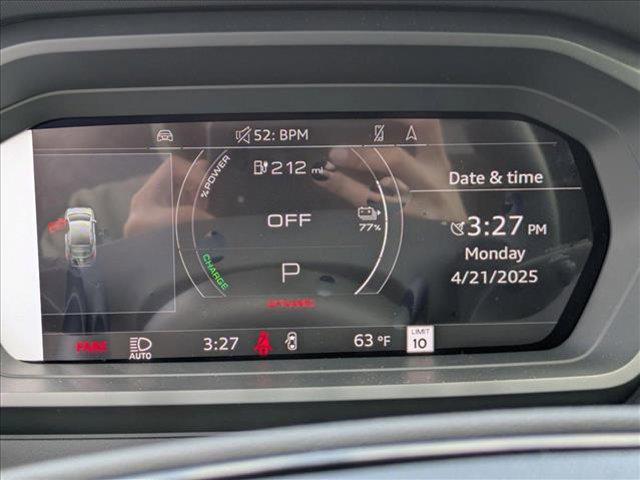 52: BPM
% POWER
212 mi
Date & time
OFF
77%
3:27 PM
Monday
CHARGE
P
4/21/2025
PARK
AUTO
3:27
63 °F
LIMIT
10